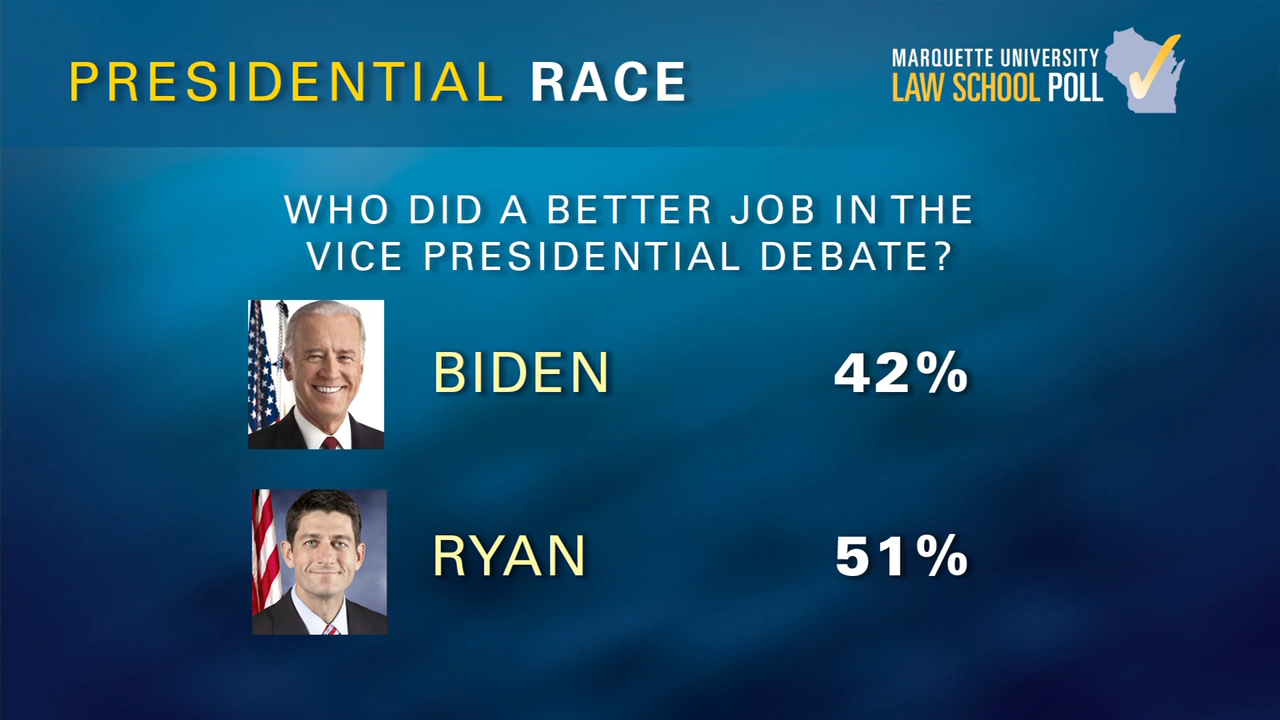 PRESIDENTIAL RACE
MARQUETTE UNIVERSITY
LAW SCHOOL POLL
WHO DID A BETTER JOB IN THE
VICE PRESIDENTIAL DEBATE?
BIDEN 42%
RYAN 51%